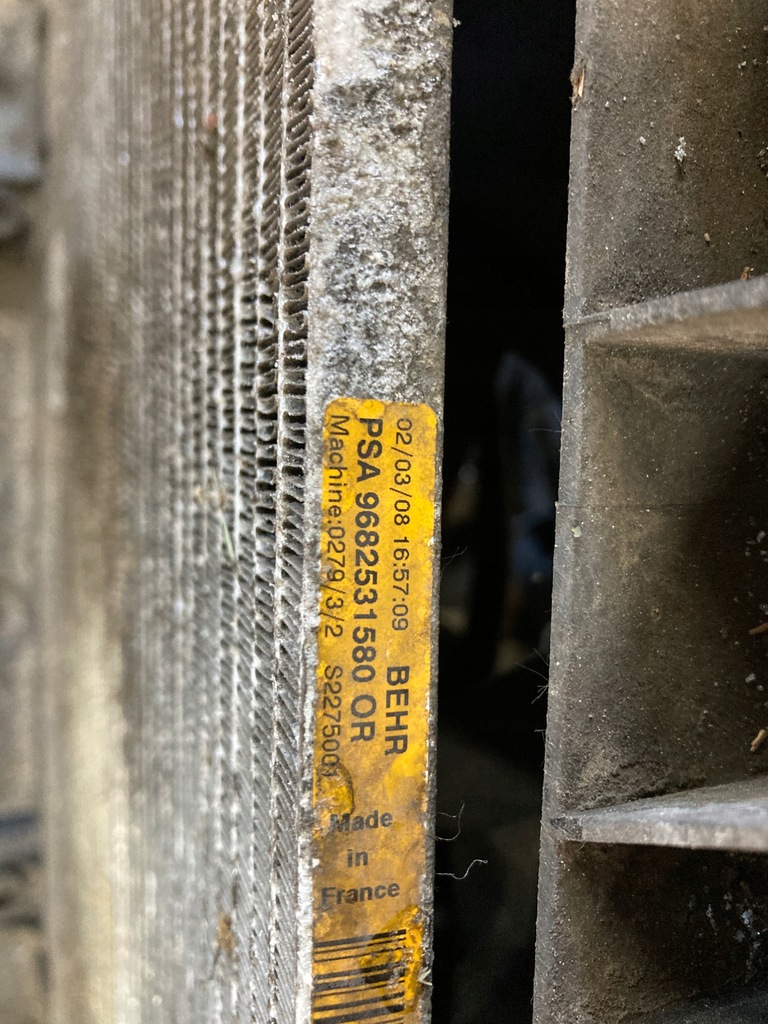 02/03/08 16:57:09 BEHR
PSA 9682531580 OR
Machine:0279/3/2 S2275001
Made
in
France